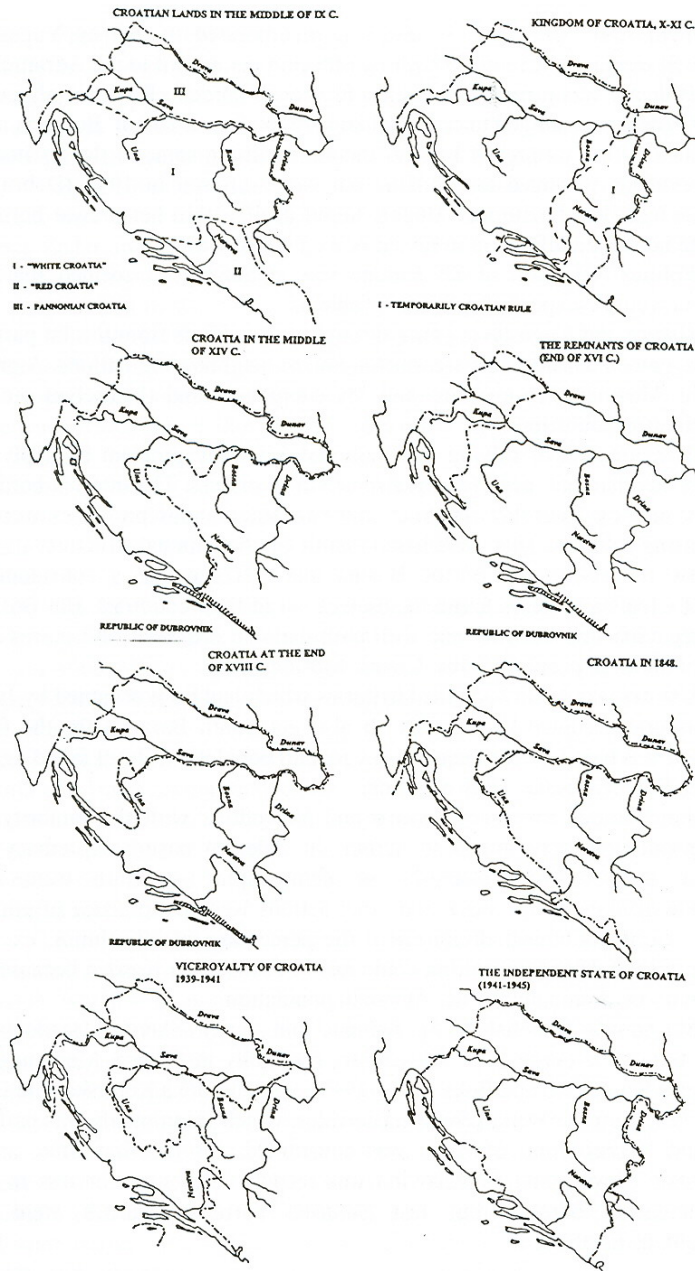 CROATIAN LANDS IN THE MIDDLE OF IX C.
Drava
Kupa
III
Sava
Dunav
Una
Bosna
Drina
I
Neretva
II
I - "WHITE CROATIA"
II - "RED CROATIA"
III - PANNONIAN CROATIA
KINGDOM OF CROATIA, X-XI C.
Drava
Kupa
Sava
Dunav
Una
Bosna
Drina
I
Neretva
I - TEMPORARILY CROATIAN RULE
CROATIA IN THE MIDDLE
OF XIV C.
Drava
Kupa
Sava
Dunav
Una
Bosna
Drina
Neretva
REPUBLIC OF DUBROVNIK
THE REMNANTS OF CROATIA
(END OF XVI C.)
Drava
Kupa
Sava
Dunav
Una
Bosna
Drina
Neretva
REPUBLIC OF DUBROVNIK
CROATIA AT THE END
OF XVIII C.
Drava
Kupa
Sava
Dunav
Una
Bosna
Drina
Neretva
REPUBLIC OF DUBROVNIK
CROATIA IN 1848.
Drava
Kupa
Sava
Dunav
Una
Bosna
Drina
Neretva
VICEROYALTY OF CROATIA
1939-1941
Drava
Kupa
Sava
Dunav
Una
Bosna
Drina
Neretva
THE INDEPENDENT STATE OF CROATIA
(1941-1945)
Drava
Kupa
Sava
Dunav
Una
Bosna
Drina
Neretva